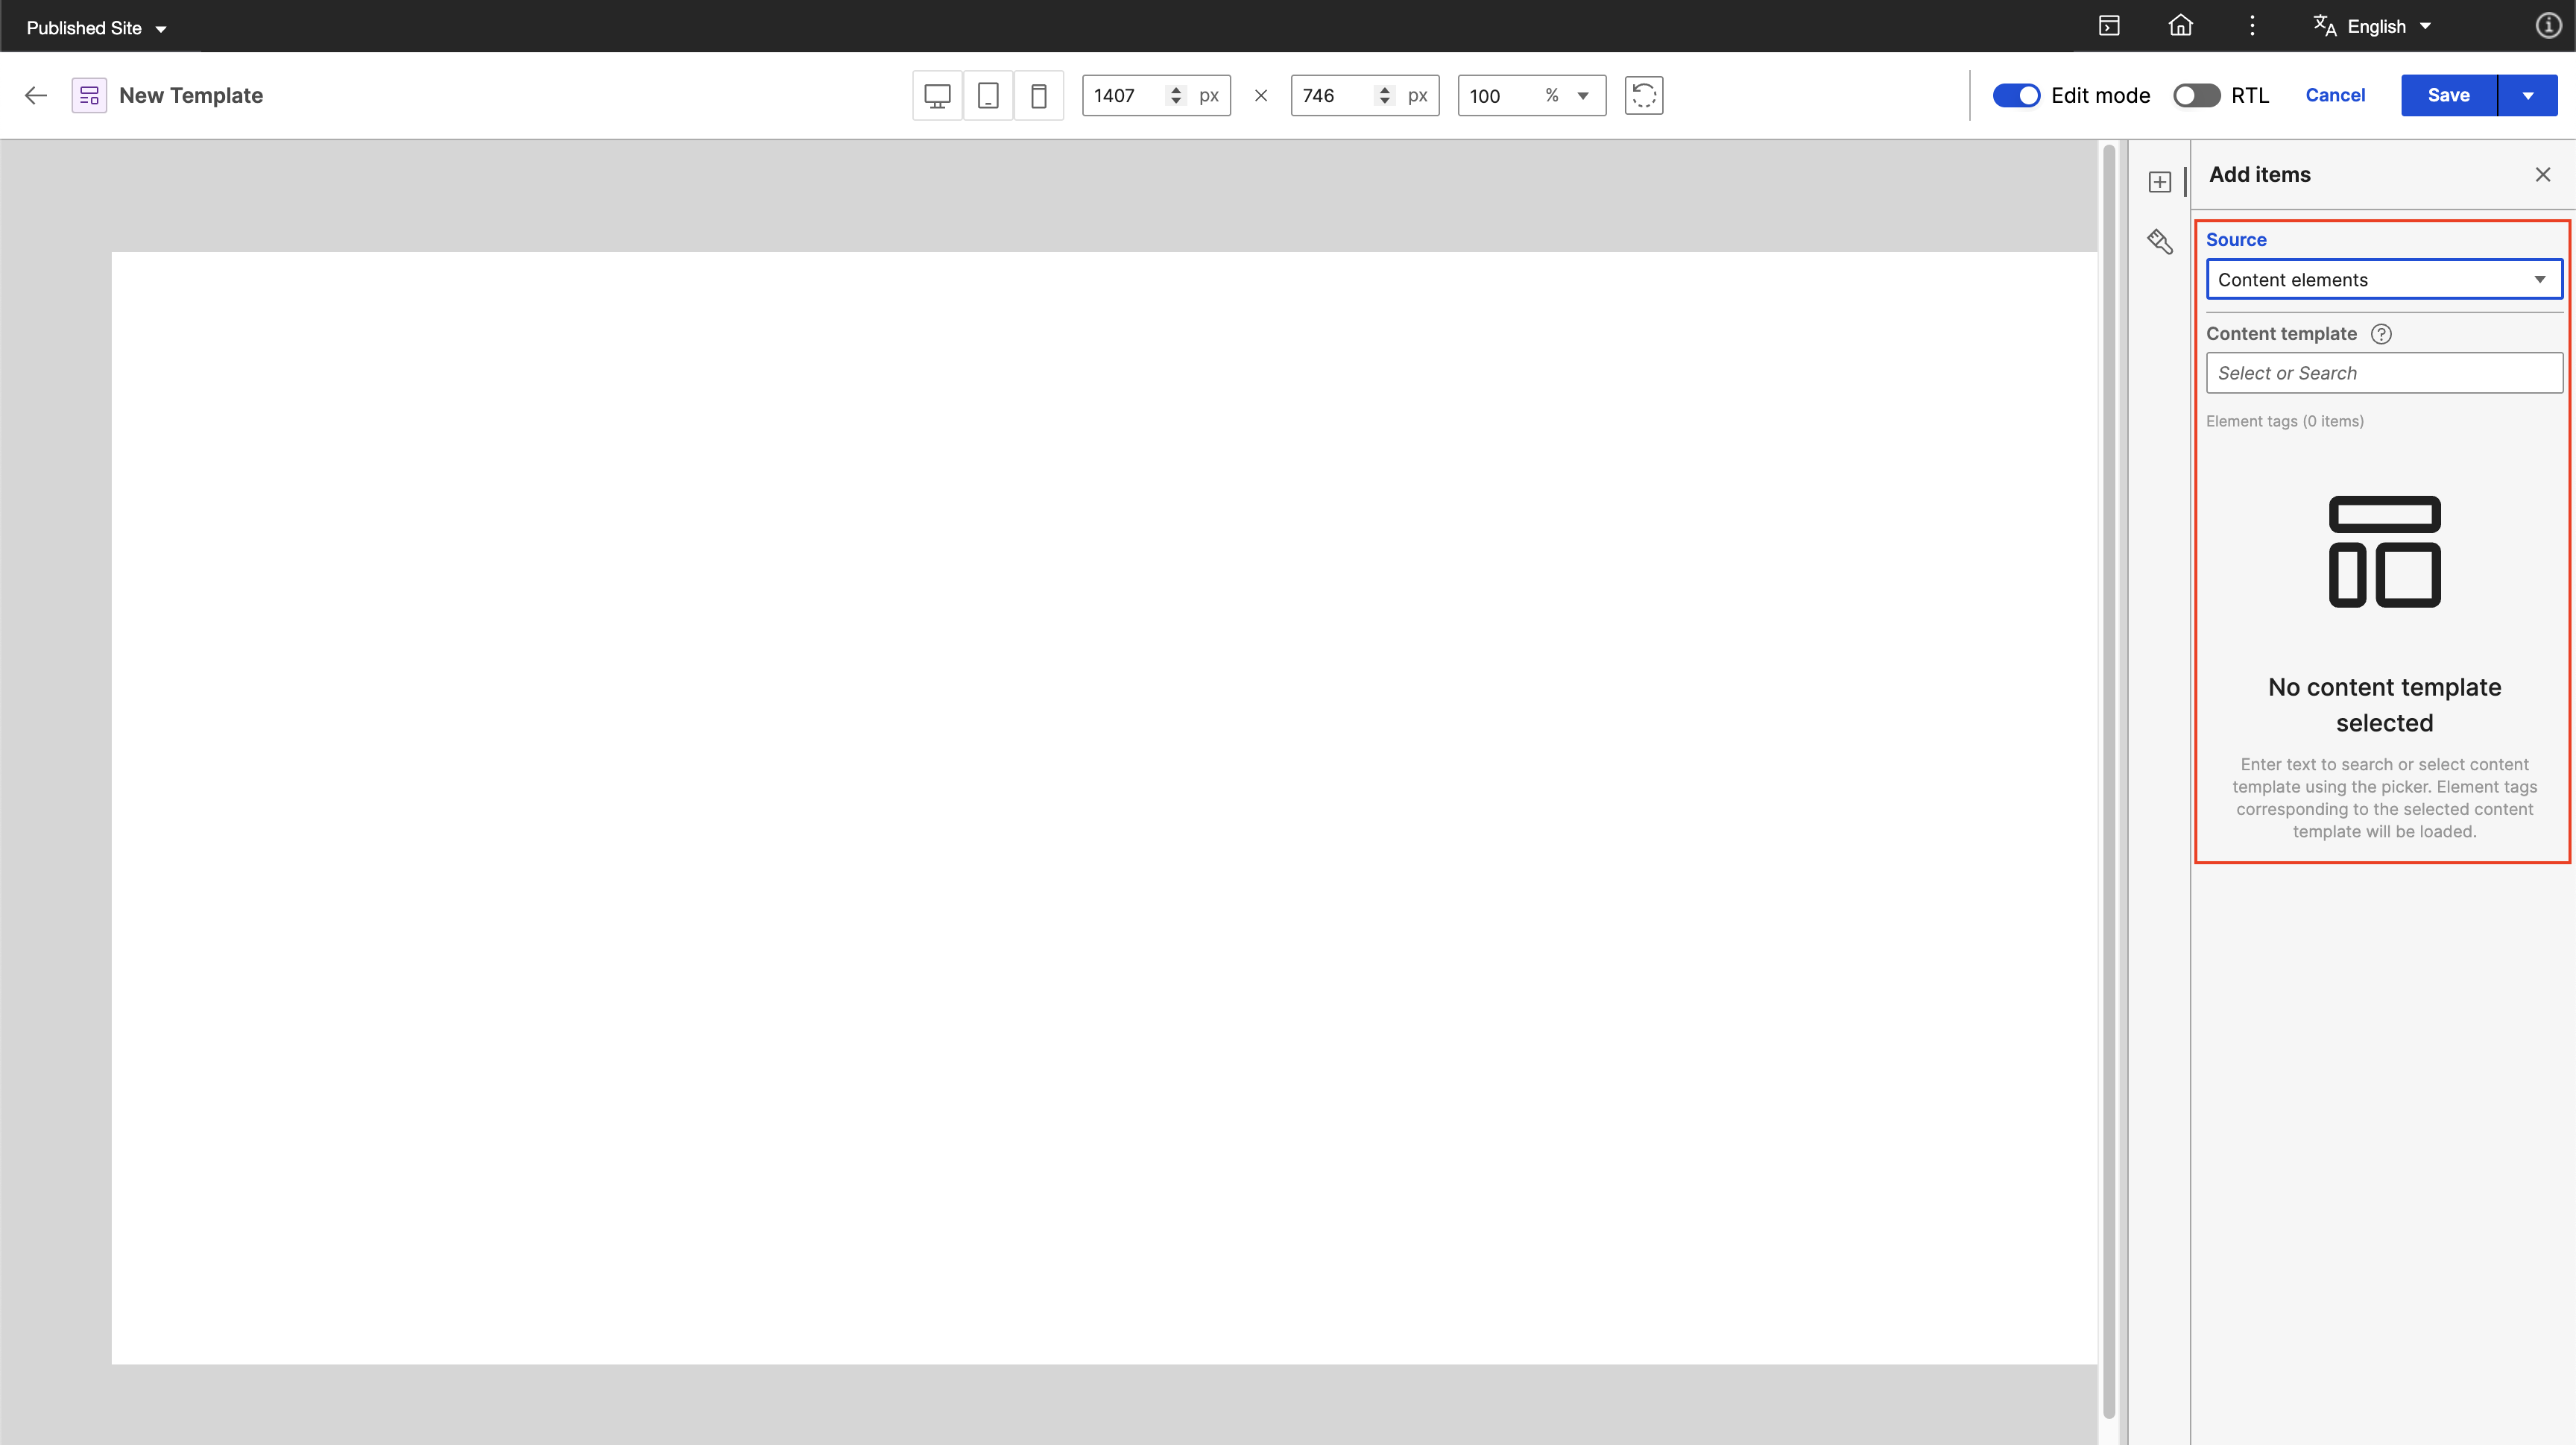 Published Site
English
New Template
1407 px × 746 px 100 %
Edit mode RTL Cancel Save
Add items
Source
Content elements
Content template ?
Select or Search
Element tags (0 items)
No content template
selected
Enter text to search or select content
template using the picker. Element tags
corresponding to the selected content
template will be loaded.